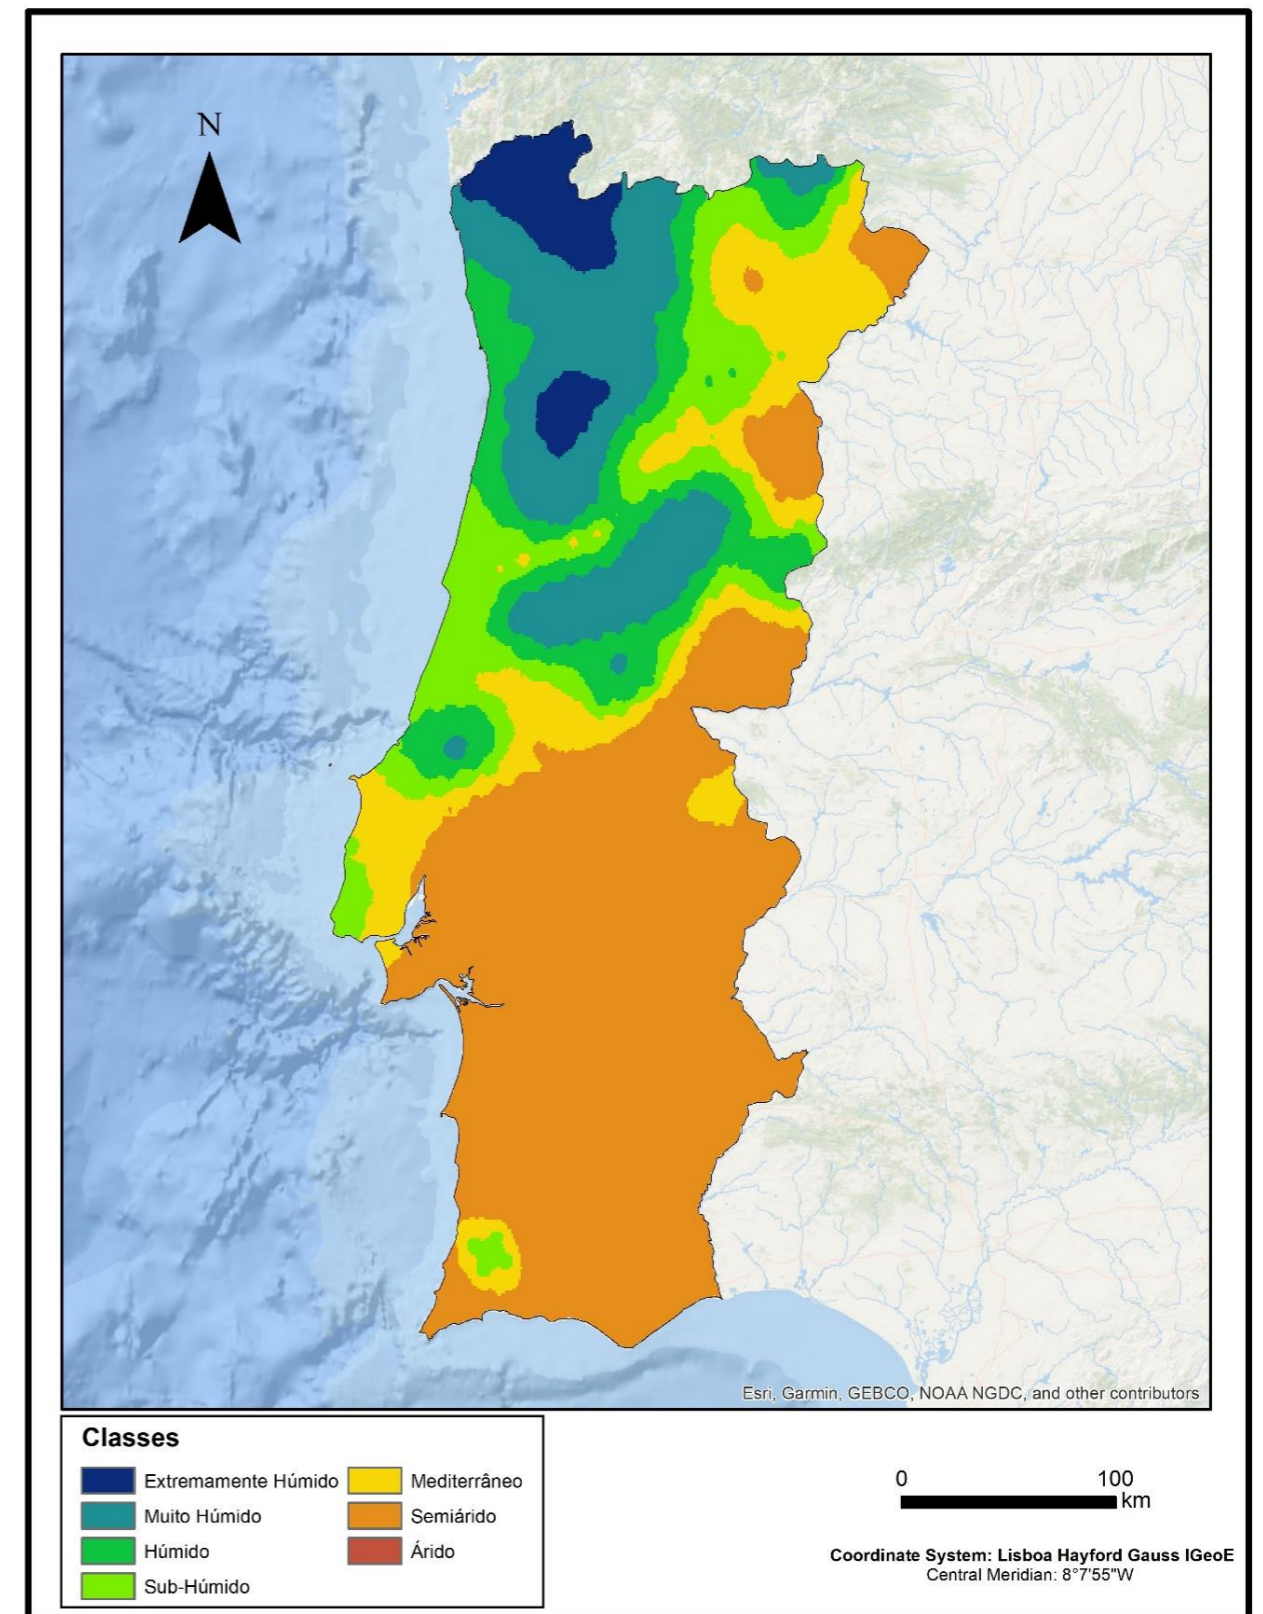 N
Esri, Garmin, GEBCO, NOAA NGDC, and other contributors
Classes
Extremamente Húmido
Muito Húmido
Húmido
Sub-Húmido
Mediterrâneo
Semiárido
Árido
0 100
km
Coordinate System: Lisboa Hayford Gauss IGeoE
Central Meridian: 8°7'55"W